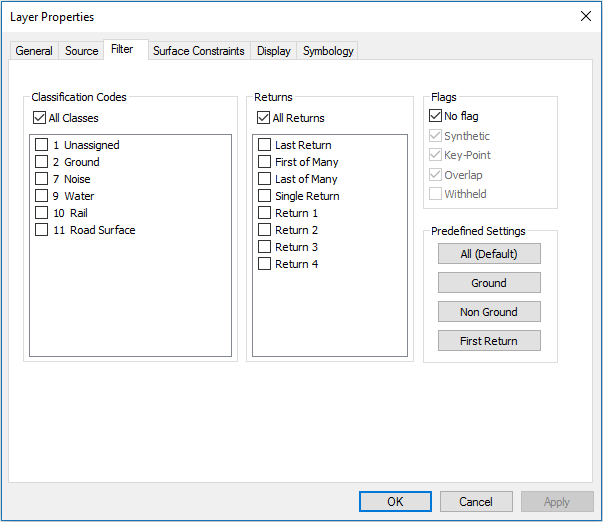 Layer Properties
General Source Filter Surface Constraints Display Symbology
Classification Codes
All Classes
1 Unassigned
2 Ground
7 Noise
9 Water
10 Rail
11 Road Surface
Returns
All Returns
Last Return
First of Many
Last of Many
Single Return
Return 1
Return 2
Return 3
Return 4
Flags
No flag
Synthetic
Key-Point
Overlap
Withheld
Predefined Settings
All (Default)
Ground
Non Ground
First Return
OK Cancel Apply